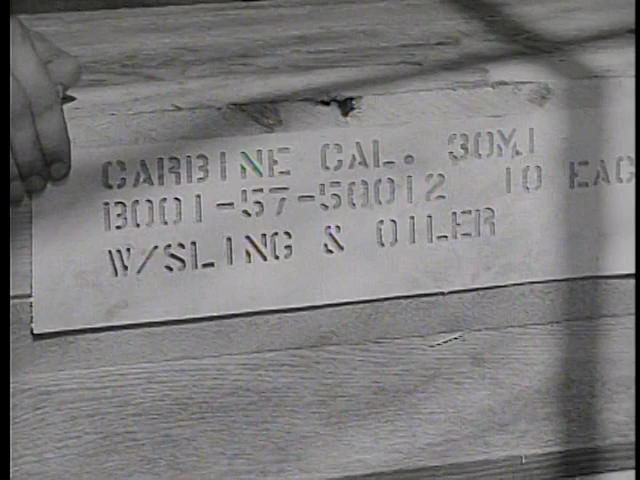 CARBINE CAL. 30M1
B001-57-50012 10 EAC
W/SLING & OILER